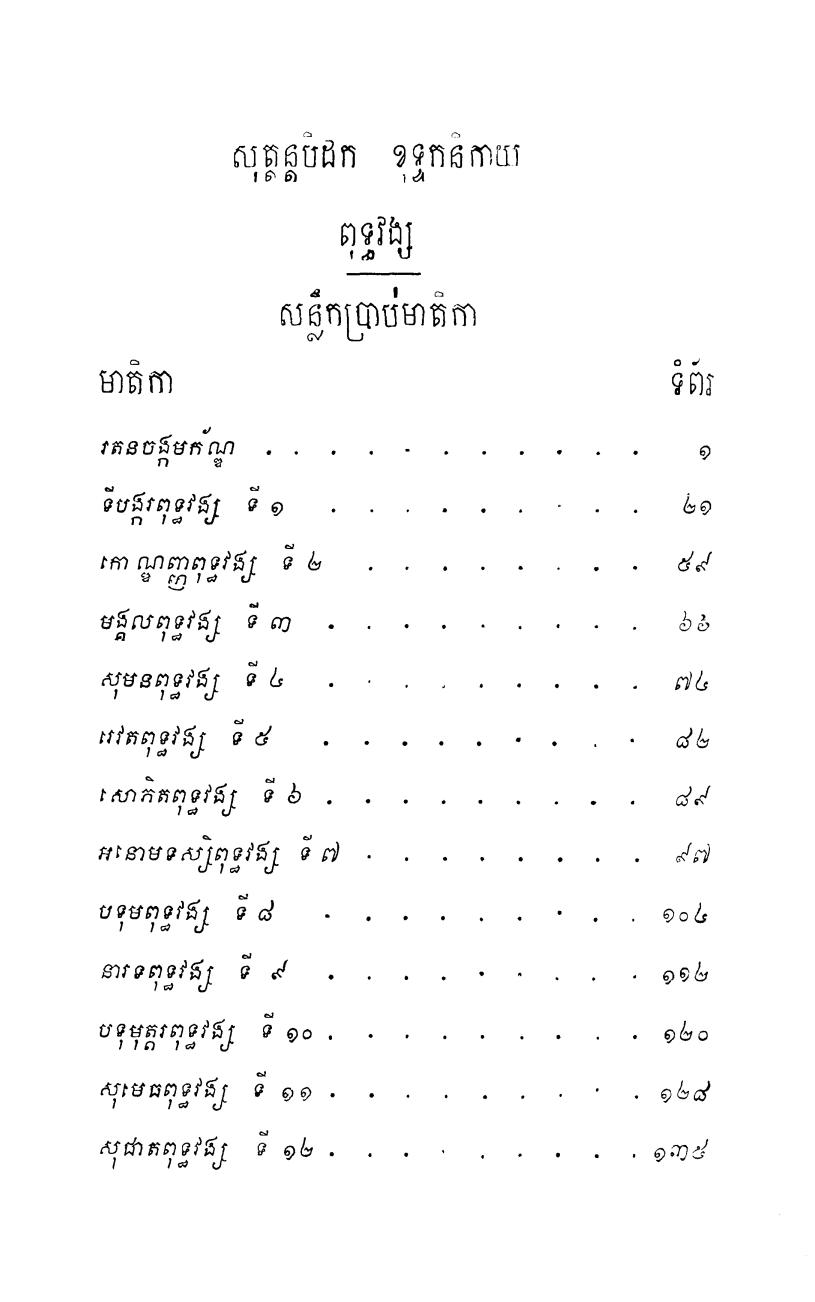 សុត្តន្តបិដក ខុទ្ទកនិកាយ
ពុទ្ធវង្ស
សន្លឹកប្រាប់មាតិកា
មាតិកា ទំព័រ
រតនចង្កមកណ្ឌ័ . . . . . . . . . . . ១
ទីបង្ករពុទ្ធវង្ស ទី ១ . . . . . . . . . ២១
កោណ្ឌញ្ញពុទ្ធវង្ស ទី ២ . . . . . . . . ៥៩
មង្គលពុទ្ធវង្ស ទី ៣ . . . . . . . . . ៦៦
សុមនពុទ្ធវង្ស ទី ៤ . . . . . . . . . ៧៤
រេវតពុទ្ធវង្ស ទី ៥ . . . . . . . . . ៨២
សោភិតពុទ្ធវង្ស ទី ៦ . . . . . . . . . ៨៩
អនោមទស្សិពុទ្ធវង្ស ទី ៧ . . . . . . . . ៩៧
បទុមពុទ្ធវង្ស ទី ៨ . . . . . . . . . ១០៤
នារទពុទ្ធវង្ស ទី ៩ . . . . . . . . . ១១២
បទុមុត្តរពុទ្ធវង្ស ទី ១០ . . . . . . . . . ១២០
សុមេធពុទ្ធវង្ស ទី ១១ . . . . . . . . . ១២៨
សុជាតពុទ្ធវង្ស ទី ១២ . . . . . . . . . ១៣៥